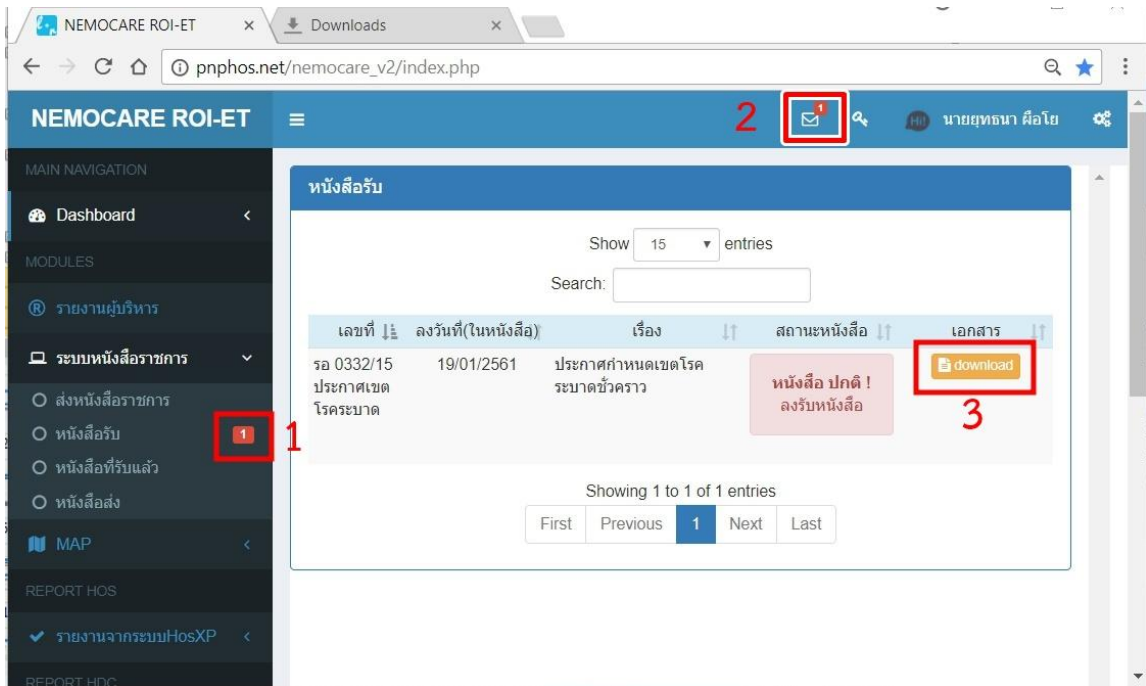 NEMOCARE ROI-ET
Downloads
pnphos.net/nemocare_v2/index.php
NEMOCARE ROI-ET
2
1
Hi!
นายยุทธนา ผือโย
MAIN NAVIGATION
Dashboard
MODULES
รายงานผู้บริหาร
ระบบหนังสือราชการ
ส่งหนังสือราชการ
หนังสือรับ
1
1
หนังสือที่รับแล้ว
หนังสือส่ง
MAP
REPORT HOS
รายงานจากระบบHosXP
REPORT HDC
หนังสือรับ
Show 15 entries
Search:
เลขที่ ลงวันที่(ในหนังสือ) เรื่อง สถานะหนังสือ เอกสาร
รอ 0332/15 19/01/2561 ประกาศกำหนดเขตโรค download
ประกาศเขต ระบาดชั่วคราว หนังสือ ปกติ !
โรคระบาด ลงรับหนังสือ
3
Showing 1 to 1 of 1 entries
First Previous 1 Next Last